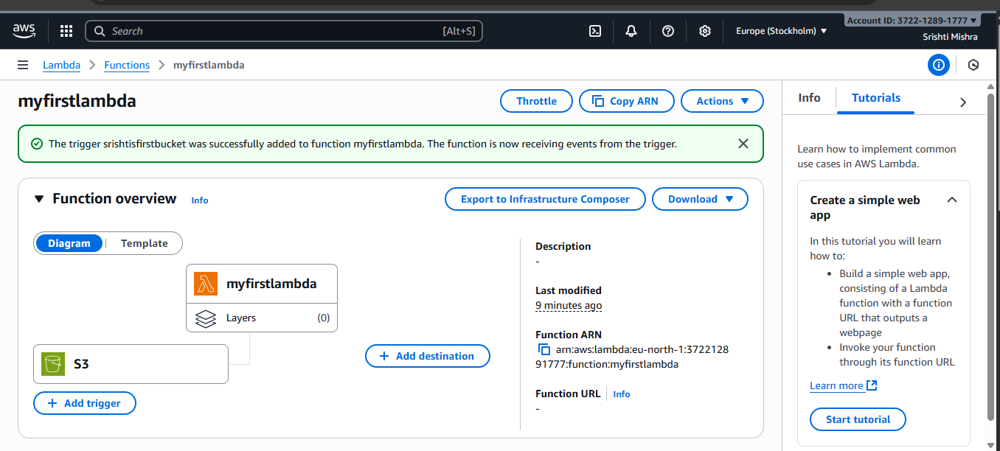 aws
Search
[Alt+S]
Europe (Stockholm)
Account ID: 3722-1289-1777
Srishti Mishra
Lambda
Functions
myfirstlambda
myfirstlambda
Throttle
Copy ARN
Actions
The trigger srishtisfirstbucket was successfully added to function myfirstlambda. The function is now receiving events from the trigger.
Function overview
Info
Export to Infrastructure Composer
Download
Diagram
Template
myfirstlambda
Layers
(0)
S3
Add trigger
Add destination
Description
-
Last modified
9 minutes ago
Function ARN
arn:aws:lambda:eu-north-1:3722128
91777:function:myfirstlambda
Function URL
Info
-
Info
Tutorials
Learn how to implement common
use cases in AWS Lambda.
Create a simple web
app
In this tutorial you will learn
how to:
• Build a simple web app,
consisting of a Lambda
function with a function
URL that outputs a
webpage
• Invoke your function
through its function URL
Learn more
Start tutorial